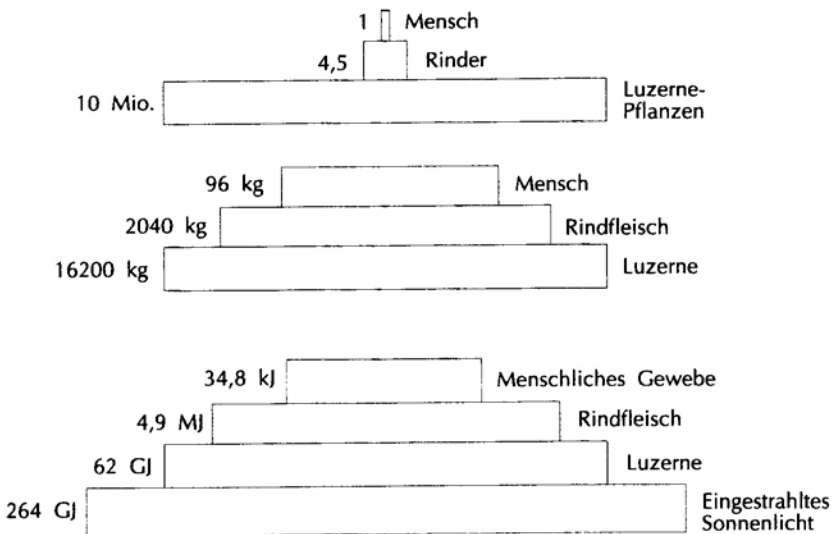 1 Mensch
4,5 Rinder
10 Mio. Luzerne-
Pflanzen
96 kg Mensch
2040 kg Rindfleisch
16200 kg Luzerne
34,8 kJ Menschliches Gewebe
4,9 MJ Rindfleisch
62 GJ Luzerne
264 GJ Eingestrahltes
Sonnenlicht